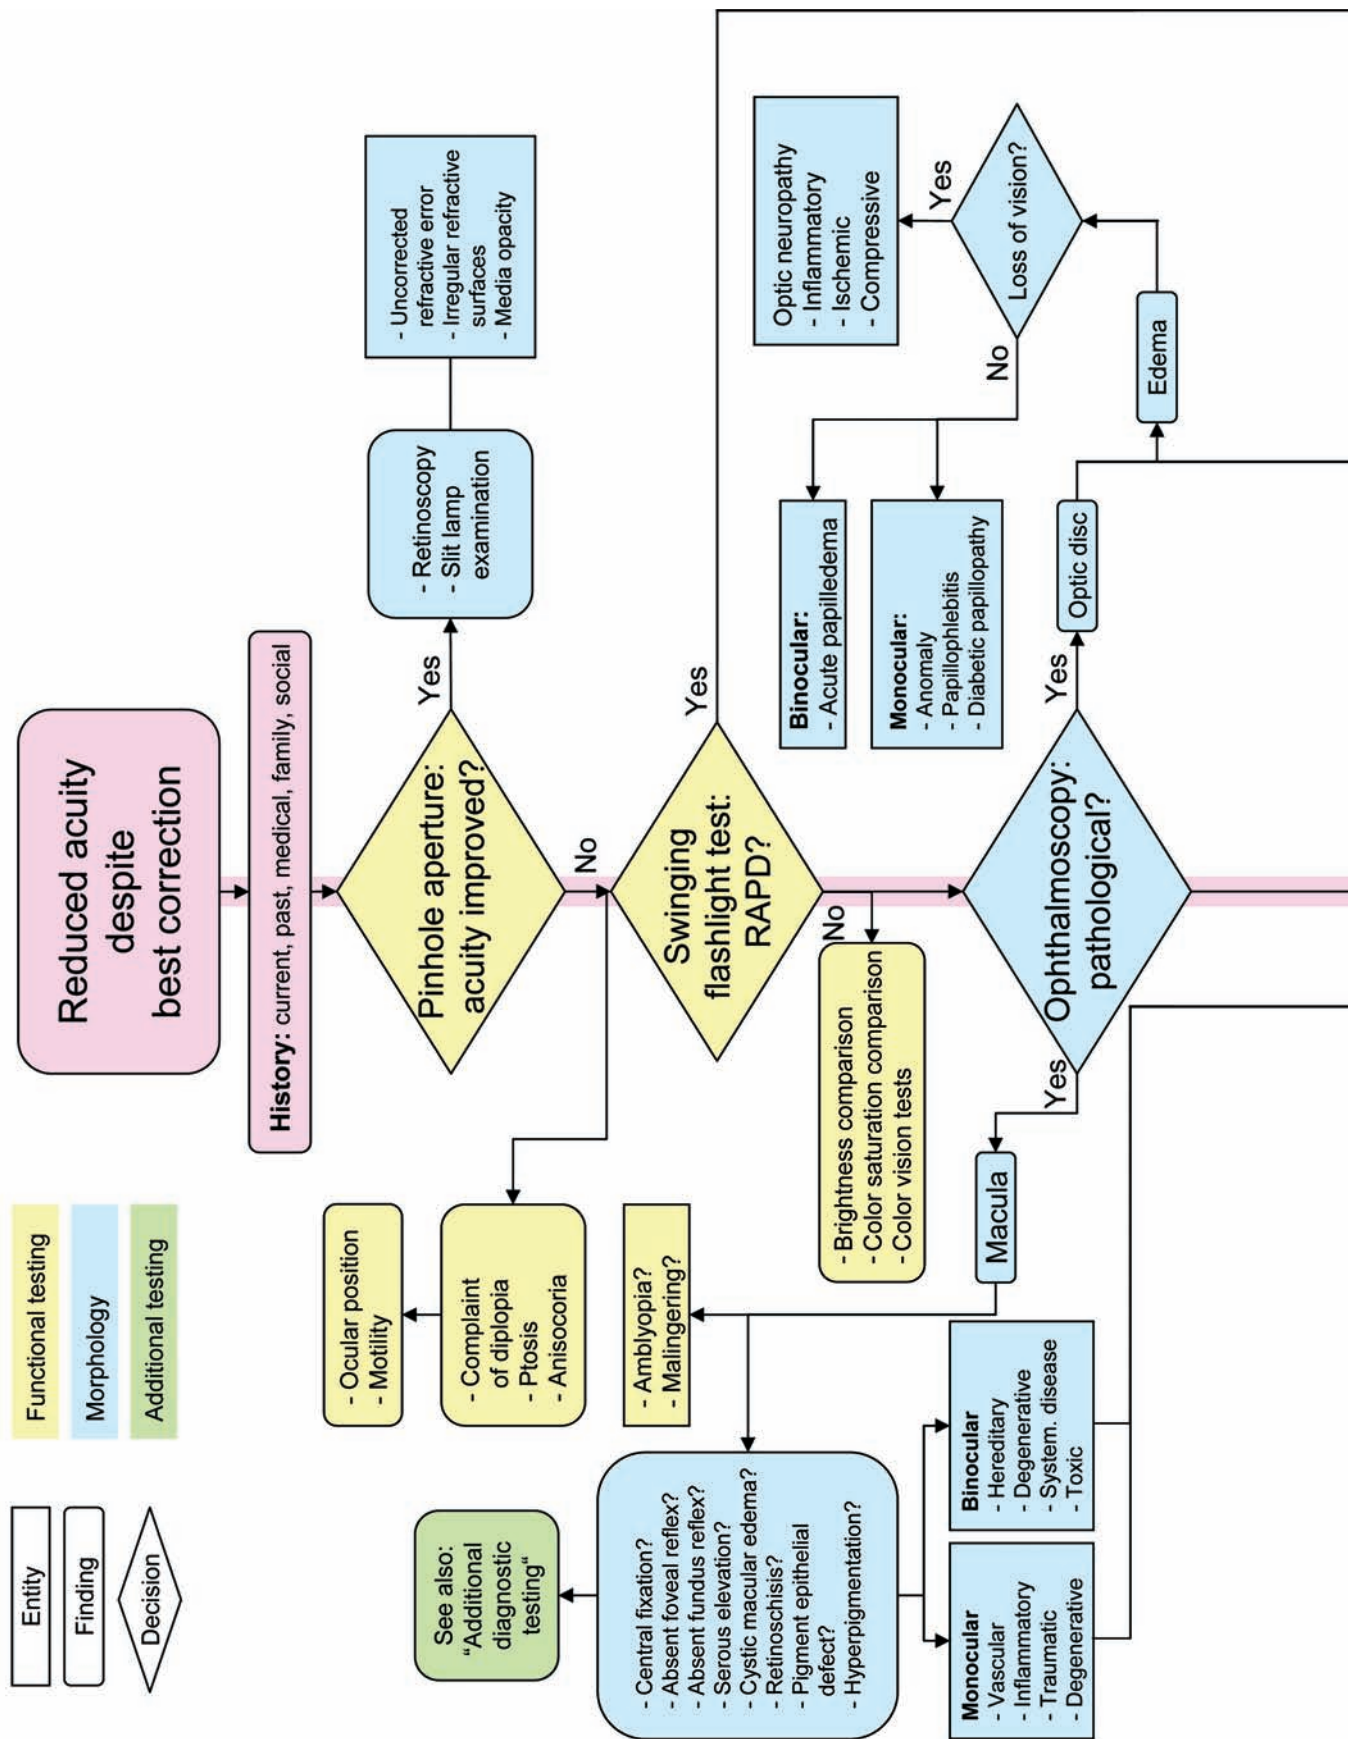 Entity
Finding
Decision
Functional testing
Morphology
Additional testing
Reduced acuity
despite
best correction
History: current, past, medical, family, social
Pinhole aperture:
acuity improved?
Yes
No
- Retinoscopy
- Slit lamp
examination
- Uncorrected
refractive error
- Irregular refractive
surfaces
- Media opacity
- Ocular position
- Motility
- Complaint
of diplopia
- Ptosis
- Anisocoria
Swinging
flashlight test:
RAPD?
Yes
No
- Brightness comparison
- Color saturation comparison
- Color vision tests
- Amblyopia?
- Malingering?
See also:
"Additional
diagnostic
testing“
- Central fixation?
- Absent foveal reflex?
- Absent fundus reflex?
- Serous elevation?
- Cystic macular edema?
- Retinoschisis?
- Pigment epithelial
defect?
- Hyperpigmentation?
Macula
Yes
Ophthalmoscopy:
pathological?
Yes
Optic disc
Edema
Loss of vision?
Yes
No
Optic neuropathy
- Inflammatory
- Ischemic
- Compressive
Binocular:
- Acute papilledema
Monocular:
- Anomaly
- Papillophlebitis
- Diabetic papillopathy
Monocular
- Vascular
- Inflammatory
- Traumatic
- Degenerative
Binocular
- Hereditary
- Degenerative
- System. disease
- Toxic